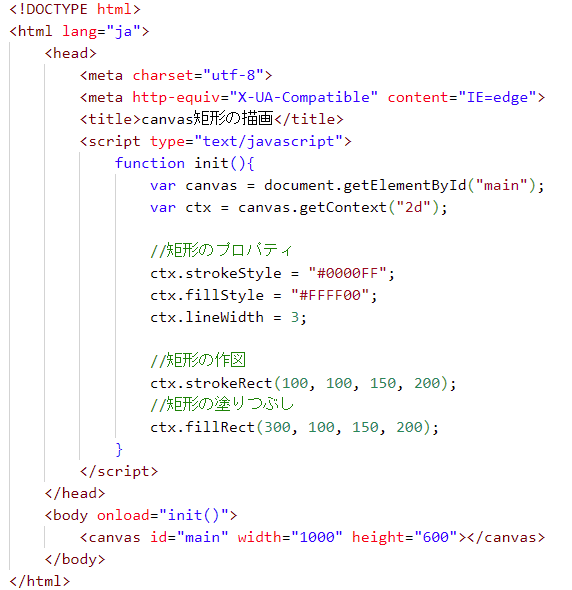 <!DOCTYPE html>
<html lang="ja">
    <head>
        <meta charset="utf-8">
        <meta http-equiv="X-UA-Compatible" content="IE=edge">
        <title>canvas矩形の描画</title>
        <script type="text/javascript">
            function init(){
                var canvas = document.getElementById("main");
                var ctx = canvas.getContext("2d");

                //矩形のプロパティ
                ctx.strokeStyle = "#0000FF";
                ctx.fillStyle = "#FFFF00";
                ctx.lineWidth = 3;

                //矩形の作図
                ctx.strokeRect(100, 100, 150, 200);
                //矩形の塗りつぶし
                ctx.fillRect(300, 100, 150, 200);
            }
        </script>
    </head>
    <body onload="init()">
        <canvas id="main" width="1000" height="600"></canvas>
    </body>
</html>